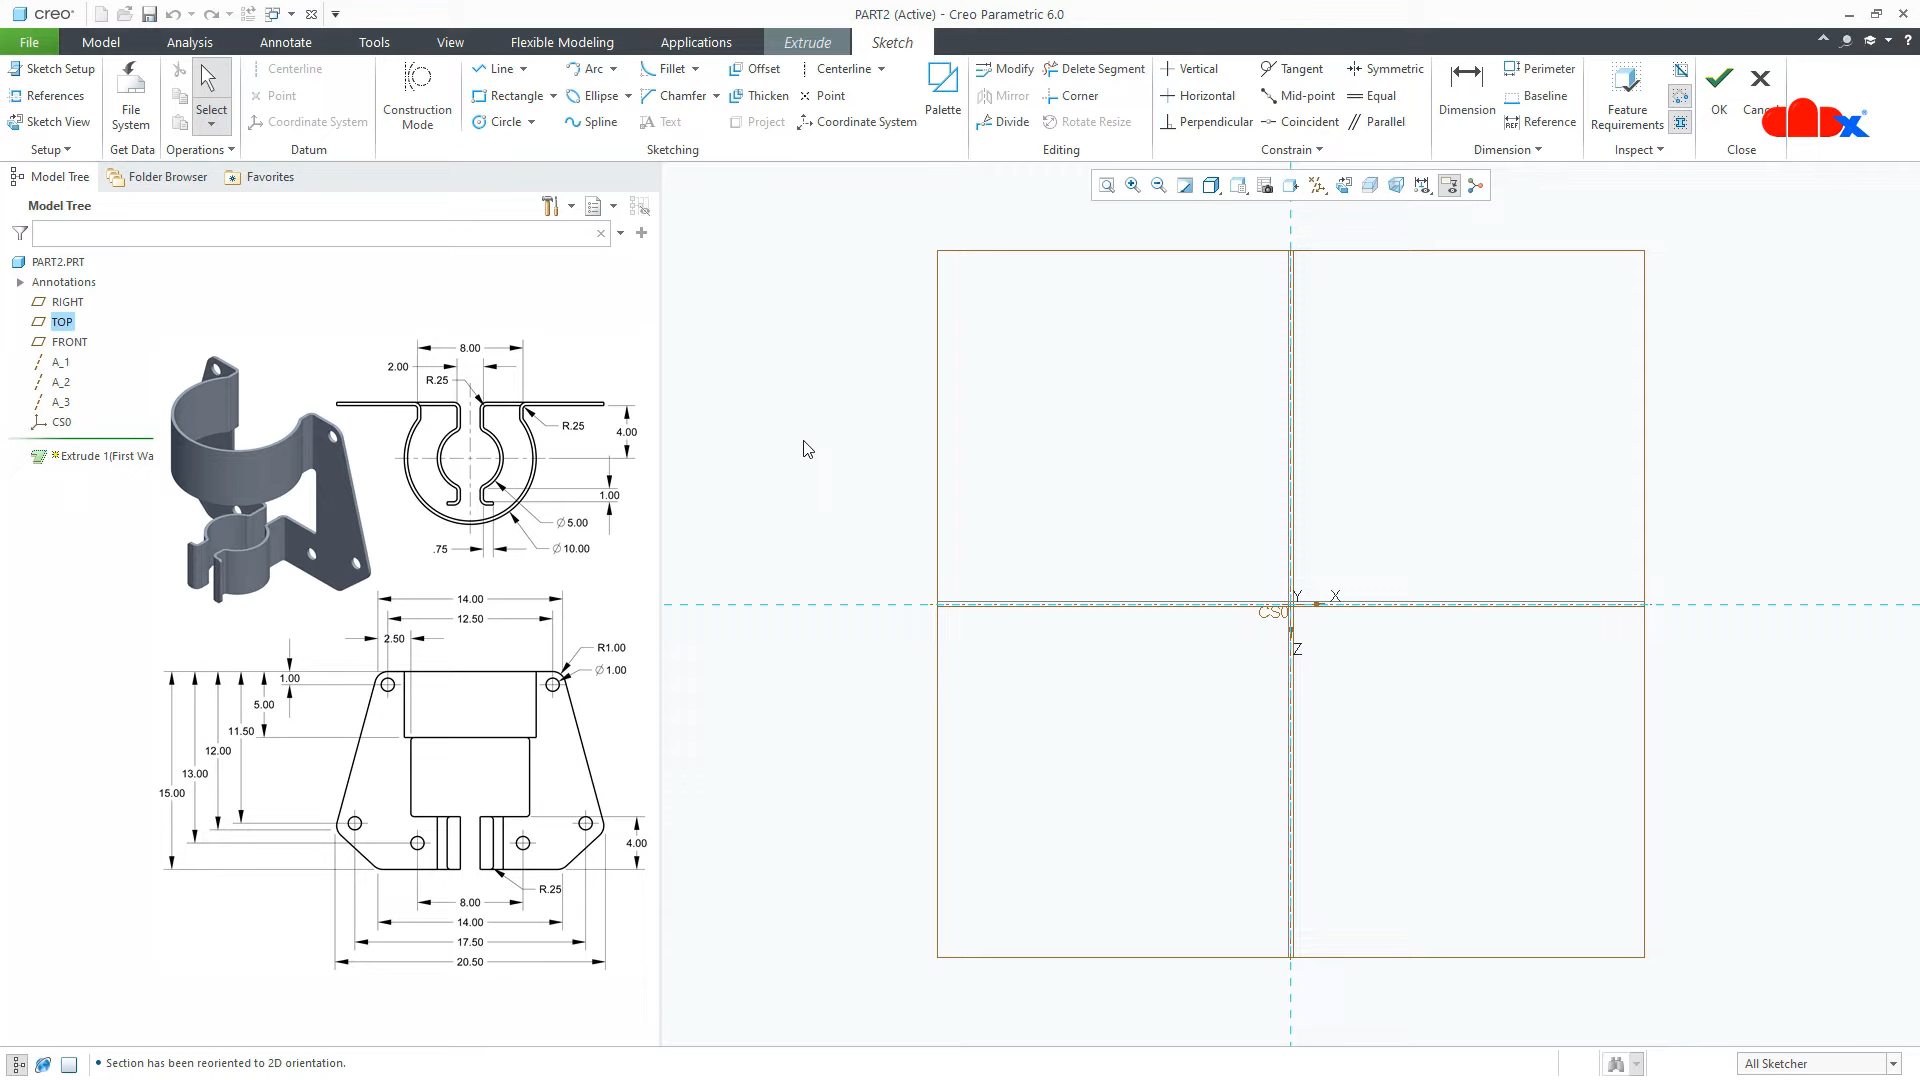 creo®
PART2 (Active) - Creo Parametric 6.0
File Model Analysis Annotate Tools View Flexible Modeling Applications Extrude Sketch
Sketch Setup
References
Sketch View
Setup
File System
Get Data
Select
Operations
Centerline
Point
Coordinate System
Datum
Construction Mode
Line Arc Fillet Offset Centerline
Rectangle Ellipse Chamfer Thicken Point
Circle Spline Text Project Coordinate System
Palette
Sketching
Modify Delete Segment
Mirror Corner
Divide Rotate Resize
Editing
Vertical Tangent Symmetric
Horizontal Mid-point Equal
Perpendicular Coincident Parallel
Constrain
Dimension
Perimeter
Baseline
REF Reference
Dimension
Feature Requirements
Inspect
OK
Close
Model Tree Folder Browser Favorites
Model Tree
PART2.PRT
Annotations
RIGHT
TOP
FRONT
A_1
A_2
A_3
CS0
Extrude 1(First Wa
8.00
2.00
R.25
R.25
4.00
1.00
∅5.00
.75
∅10.00
14.00
12.50
2.50
R1.00
∅1.00
1.00
5.00
11.50
12.00
13.00
15.00
4.00
R.25
8.00
14.00
17.50
20.50
Y X
CS0
Z
• Section has been reoriented to 2D orientation.
All Sketcher